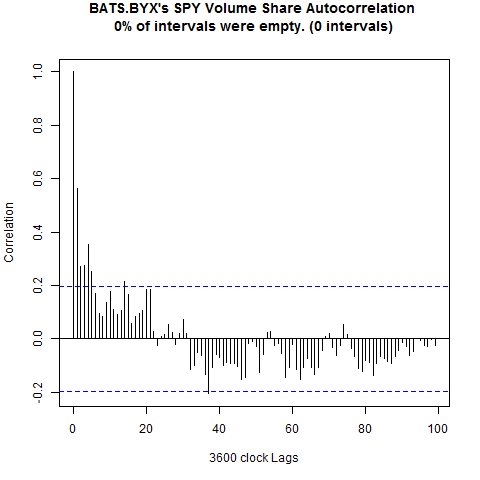 BATS.BYX's SPY Volume Share Autocorrelation
0% of intervals were empty. (0 intervals)
1.0
0.8
0.6
0.4
0.2
0.0
-0.2
Correlation
0 20 40 60 80 100
3600 clock Lags